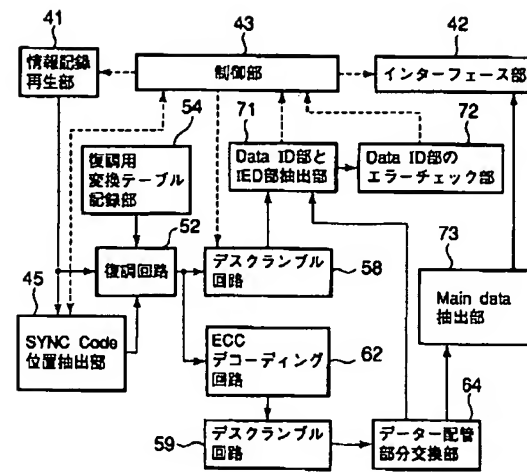 41
43
42
情報記録
再生部
制御部
インターフェース部
54
71
72
復調用
変換テーブル
記録部
Data ID部と
IED部抽出部
Data ID部の
エラーチェック部
52
復調回路
デスクランブル
回路
58
73
45
SYNC Code
位置抽出部
Main data
抽出部
ECC
デコーディング
回路
62
64
59
デスクランブル
回路
データー配管
部分交換部